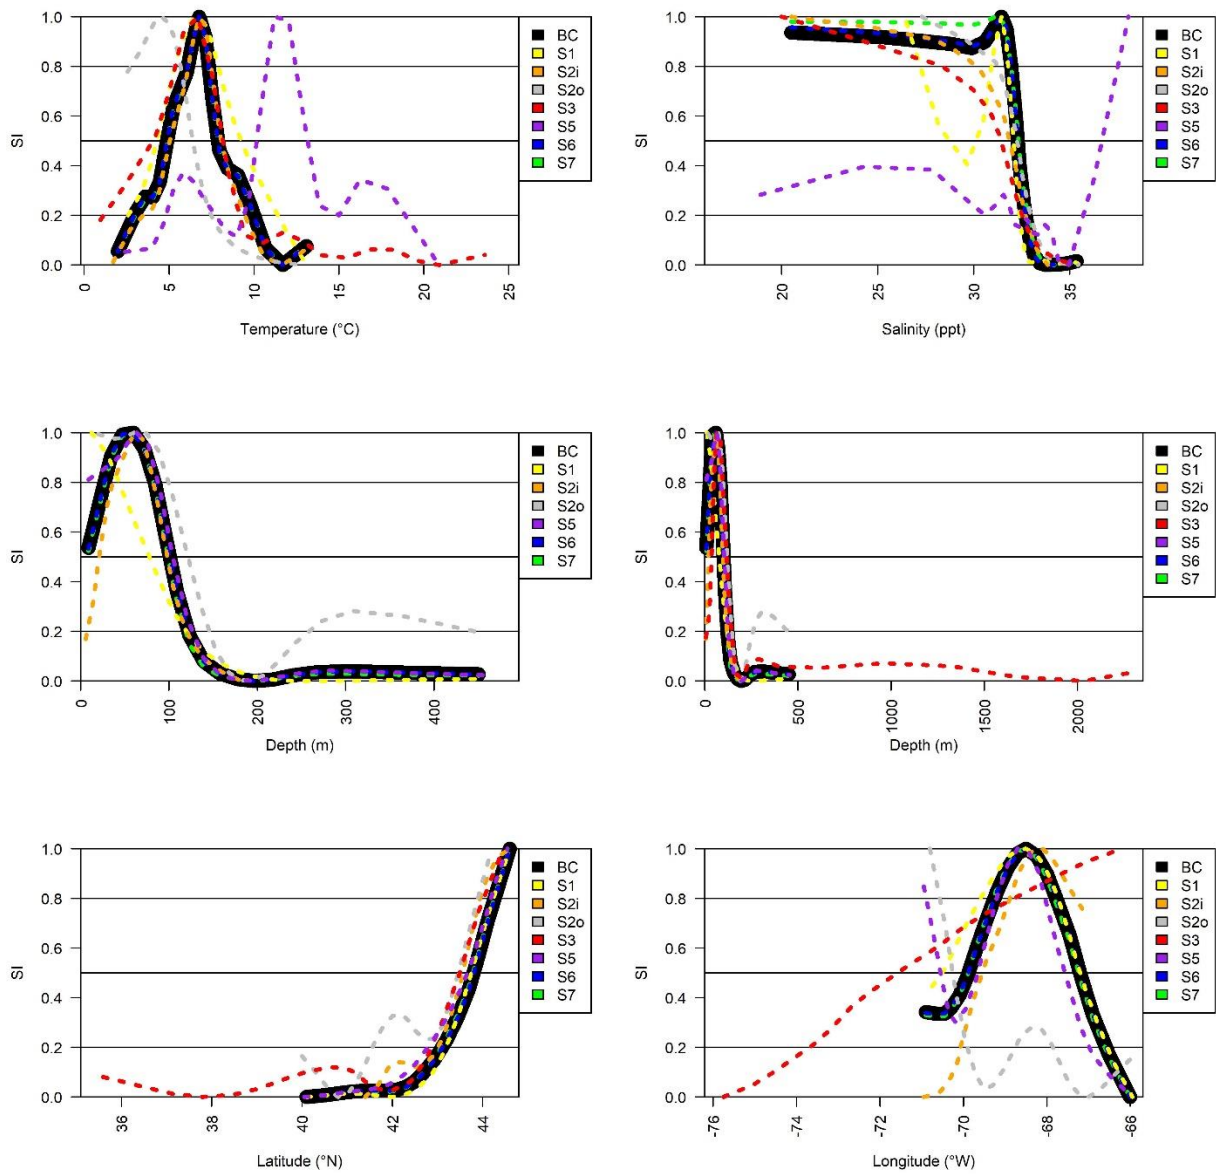 SI
1.0
0.8
0.6
0.4
0.2
0.0
0
5
10
15
20
25
Temperature (°C)
BC
S1
S2i
S2o
S3
S5
S6
S7
SI
1.0
0.8
0.6
0.4
0.2
0.0
20
25
30
35
Salinity (ppt)
BC
S1
S2i
S2o
S3
S5
S6
S7
SI
1.0
0.8
0.6
0.4
0.2
0.0
0
100
200
300
400
Depth (m)
BC
S1
S2i
S2o
S5
S6
S7
SI
1.0
0.8
0.6
0.4
0.2
0.0
0
500
1000
1500
2000
Depth (m)
BC
S1
S2i
S2o
S3
S5
S6
S7
SI
1.0
0.8
0.6
0.4
0.2
0.0
36
38
40
42
44
Latitude (°N)
BC
S1
S2i
S2o
S3
S5
S6
S7
SI
1.0
0.8
0.6
0.4
0.2
0.0
-76
-74
-72
-70
-68
-66
Longitude (°W)
BC
S1
S2i
S2o
S3
S5
S6
S7